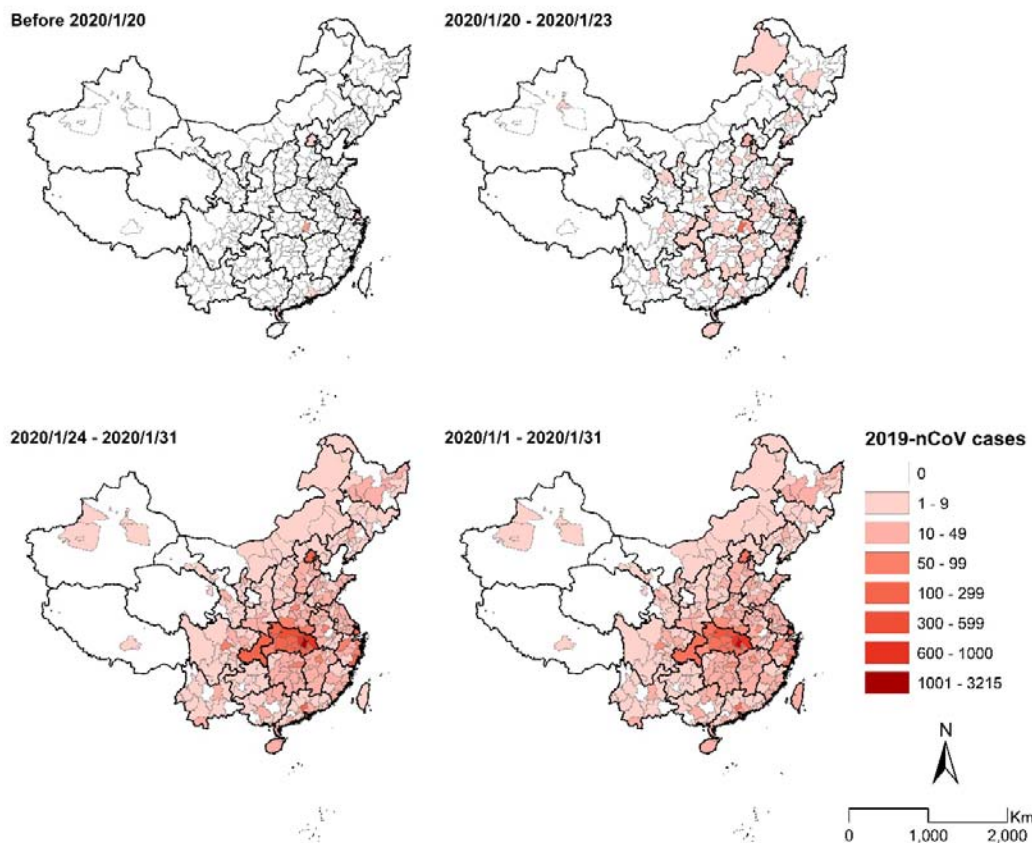 Before 2020/1/20
2020/1/20 - 2020/1/23
2020/1/24 - 2020/1/31
2020/1/1 - 2020/1/31
2019-nCoV cases
0
1 - 9
10 - 49
50 - 99
100 - 299
300 - 599
600 - 1000
1001 - 3215
N
Km
0 1,000 2,000